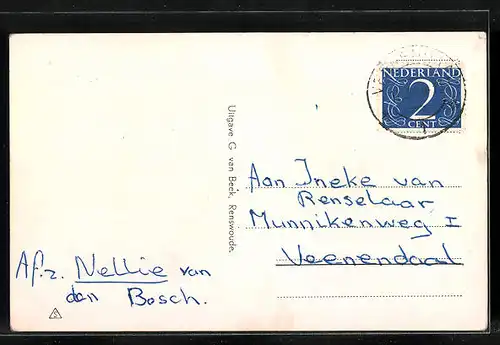 Afz. Nellie van
den Bosch.
Uitgave G. van Beek, Renswoude.
NEDERLAND
2
CENT
Aan Ineke van
Renselaar
Munnikenweg I
Veenendaal